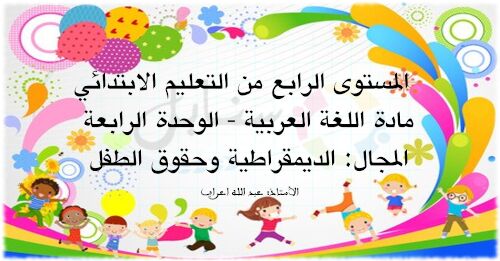 المستوى الرابع من التعليم الابتدائي
مادة اللغة العربية - الوحدة الرابعة
المجال: الديمقراطية وحقوق الطفل
الأستاذ: عبد الله اعراب